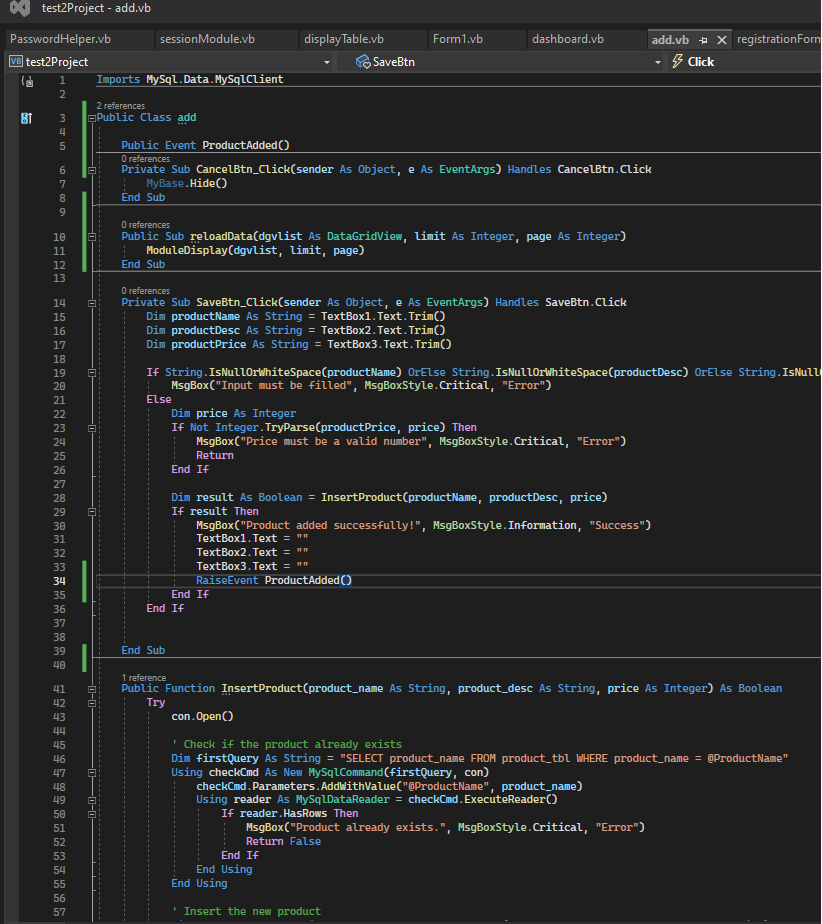 test2Project - add.vb
PasswordHelper.vb sessionModule.vb displayTable.vb Form1.vb dashboard.vb add.vb registrationForm
VB test2Project SaveBtn Click
1 Imports MySql.Data.MySqlClient
2
2 references
3 Public Class add
4
5 Public Event ProductAdded()
0 references
6 Private Sub CancelBtn_Click(sender As Object, e As EventArgs) Handles CancelBtn.Click
7 MyBase.Hide()
8 End Sub
9
0 references
10 Public Sub reloadData(dgvlist As DataGridView, limit As Integer, page As Integer)
11 ModuleDisplay(dgvlist, limit, page)
12 End Sub
13
0 references
14 Private Sub SaveBtn_Click(sender As Object, e As EventArgs) Handles SaveBtn.Click
15 Dim productName As String = TextBox1.Text.Trim()
16 Dim productDesc As String = TextBox2.Text.Trim()
17 Dim productPrice As String = TextBox3.Text.Trim()
18
19 If String.IsNullOrWhiteSpace(productName) OrElse String.IsNullOrWhiteSpace(productDesc) OrElse String.IsNull
20 MsgBox("Input must be filled", MsgBoxStyle.Critical, "Error")
21 Else
22 Dim price As Integer
23 If Not Integer.TryParse(productPrice, price) Then
24 MsgBox("Price must be a valid number", MsgBoxStyle.Critical, "Error")
25 Return
26 End If
27
28 Dim result As Boolean = InsertProduct(productName, productDesc, price)
29 If result Then
30 MsgBox("Product added successfully!", MsgBoxStyle.Information, "Success")
31 TextBox1.Text = ""
32 TextBox2.Text = ""
33 TextBox3.Text = ""
34 RaiseEvent ProductAdded()
35 End If
36 End If
37
38
39 End Sub
40
1 reference
41 Public Function InsertProduct(product_name As String, product_desc As String, price As Integer) As Boolean
42 Try
43 con.Open()
44
45 ' Check if the product already exists
46 Dim firstQuery As String = "SELECT product_name FROM product_tbl WHERE product_name = @ProductName"
47 Using checkCmd As New MySqlCommand(firstQuery, con)
48 checkCmd.Parameters.AddWithValue("@ProductName", product_name)
49 Using reader As MySqlDataReader = checkCmd.ExecuteReader()
50 If reader.HasRows Then
51 MsgBox("Product already exists.", MsgBoxStyle.Critical, "Error")
52 Return False
53 End If
54 End Using
55 End Using
56
57 ' Insert the new product